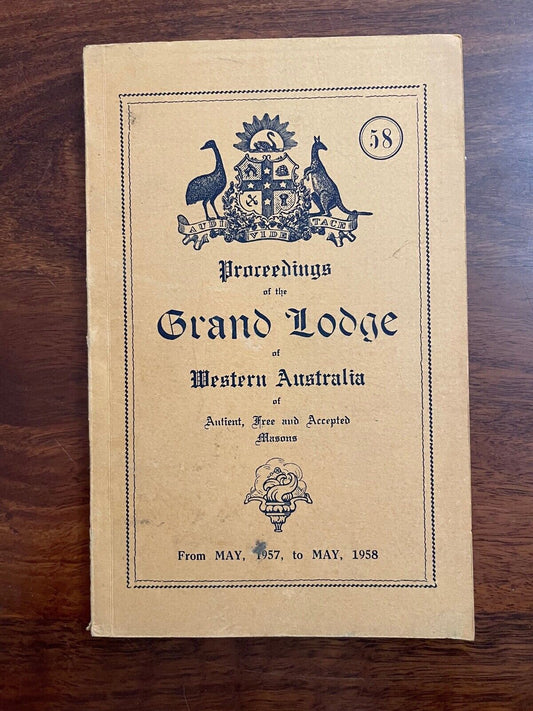 58
AUDI VIDE TACE
Proceedings
of the
Grand Lodge
of
Western Australia
of
Antient, Free and Accepted
Masons
From MAY, 1957, to MAY, 1958